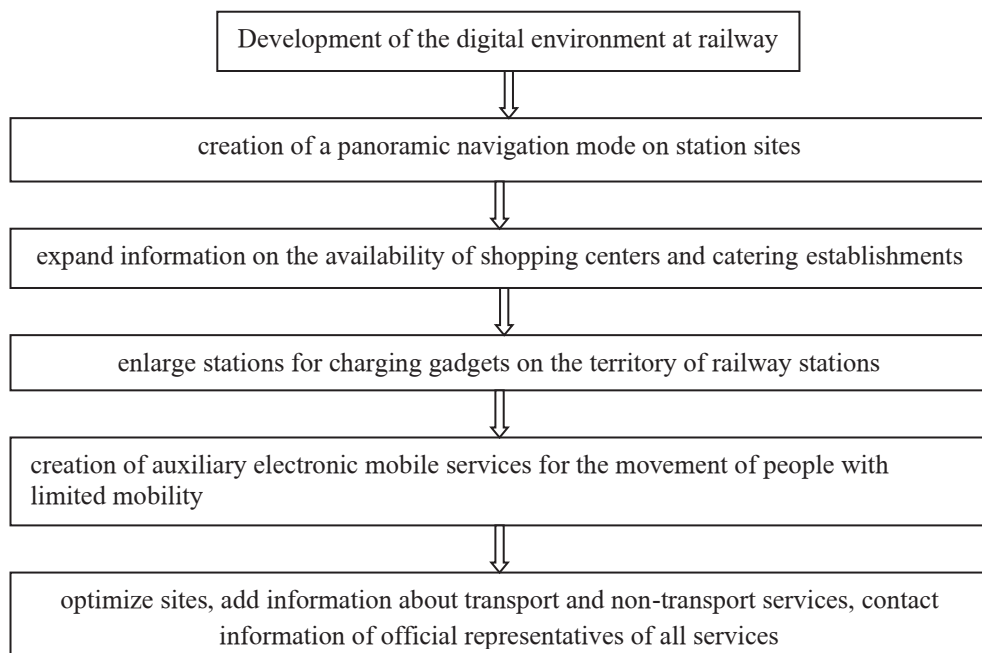 Development of the digital environment at railway
creation of a panoramic navigation mode on station sites
expand information on the availability of shopping centers and catering establishments
enlarge stations for charging gadgets on the territory of railway stations
creation of auxiliary electronic mobile services for the movement of people with
limited mobility
optimize sites, add information about transport and non-transport services, contact
information of official representatives of all services